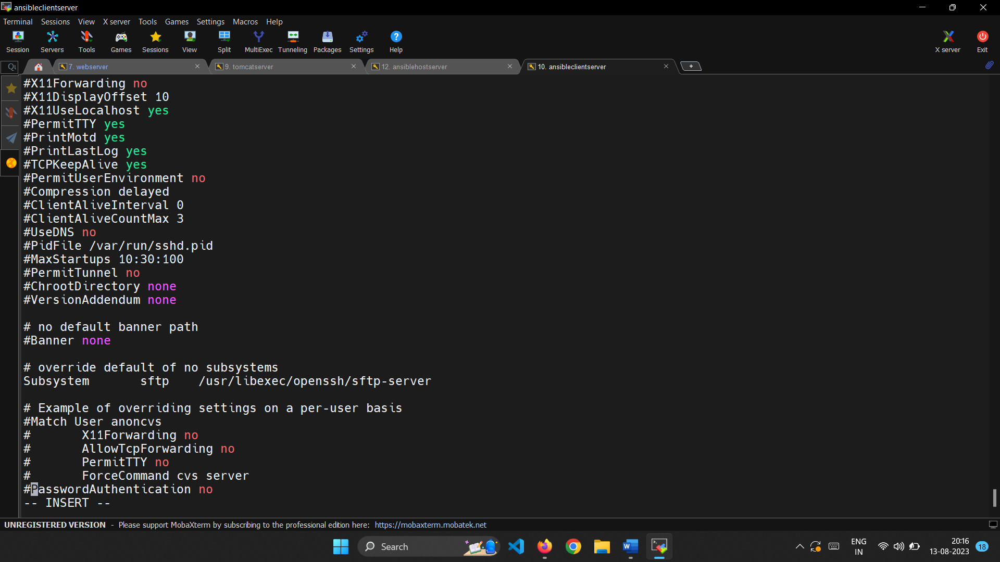 ansibleclientserver
Terminal Sessions View X server Tools Games Settings Macros Help
Session Servers Tools Games Sessions View Split MultiExec Tunneling Packages Settings Help X server Exit
7. webserver 9. tomcatserver 12. ansiblehostserver 10. ansibleclientserver
#X11Forwarding no
#X11DisplayOffset 10
#X11UseLocalhost yes
#PermitTTY yes
#PrintMotd yes
#PrintLastLog yes
#TCPKeepAlive yes
#PermitUserEnvironment no
#Compression delayed
#ClientAliveInterval 0
#ClientAliveCountMax 3
#UseDNS no
#PidFile /var/run/sshd.pid
#MaxStartups 10:30:100
#PermitTunnel no
#ChrootDirectory none
#VersionAddendum none
# no default banner path
#Banner none
# override default of no subsystems
Subsystem sftp /usr/libexec/openssh/sftp-server
# Example of overriding settings on a per-user basis
#Match User anoncvs
# X11Forwarding no
# AllowTcpForwarding no
# PermitTTY no
# ForceCommand cvs server
#PasswordAuthentication no
-- INSERT --
UNREGISTERED VERSION - Please support MobaXterm by subscribing to the professional edition here: https://mobaxterm.mobatek.net
Search
ENG
IN
20:16
13-08-2023
18